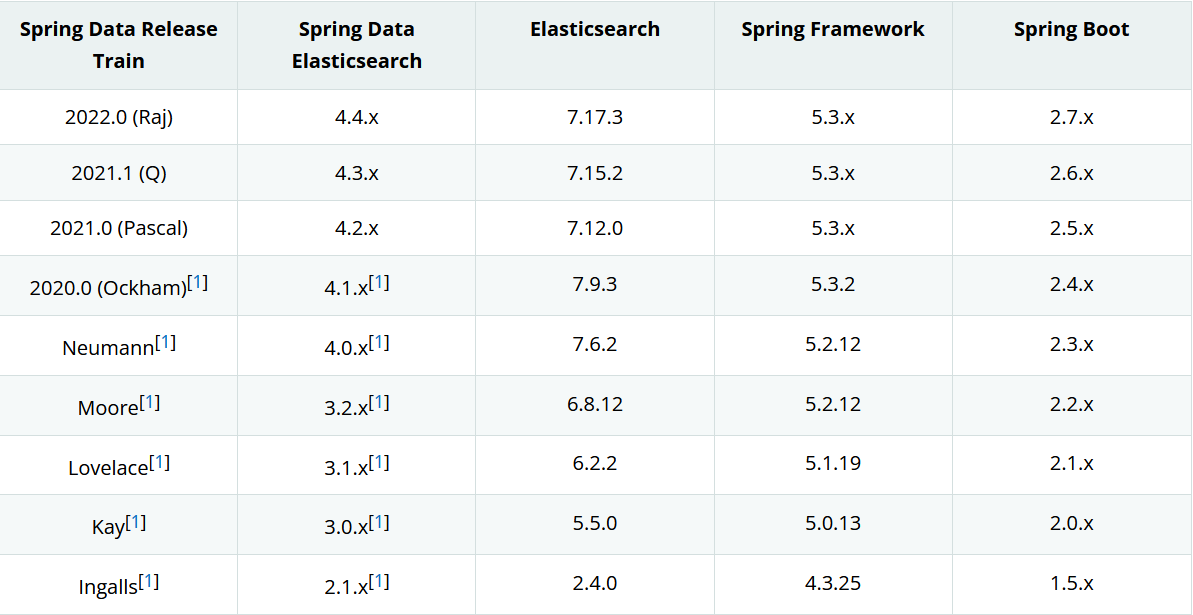 Spring Data Release Train | Spring Data Elasticsearch | Elasticsearch | Spring Framework | Spring Boot
2022.0 (Raj) | 4.4.x | 7.17.3 | 5.3.x | 2.7.x
2021.1 (Q) | 4.3.x | 7.15.2 | 5.3.x | 2.6.x
2021.0 (Pascal) | 4.2.x | 7.12.0 | 5.3.x | 2.5.x
2020.0 (Ockham)[1] | 4.1.x[1] | 7.9.3 | 5.3.2 | 2.4.x
Neumann[1] | 4.0.x[1] | 7.6.2 | 5.2.12 | 2.3.x
Moore[1] | 3.2.x[1] | 6.8.12 | 5.2.12 | 2.2.x
Lovelace[1] | 3.1.x[1] | 6.2.2 | 5.1.19 | 2.1.x
Kay[1] | 3.0.x[1] | 5.5.0 | 5.0.13 | 2.0.x
Ingalls[1] | 2.1.x[1] | 2.4.0 | 4.3.25 | 1.5.x